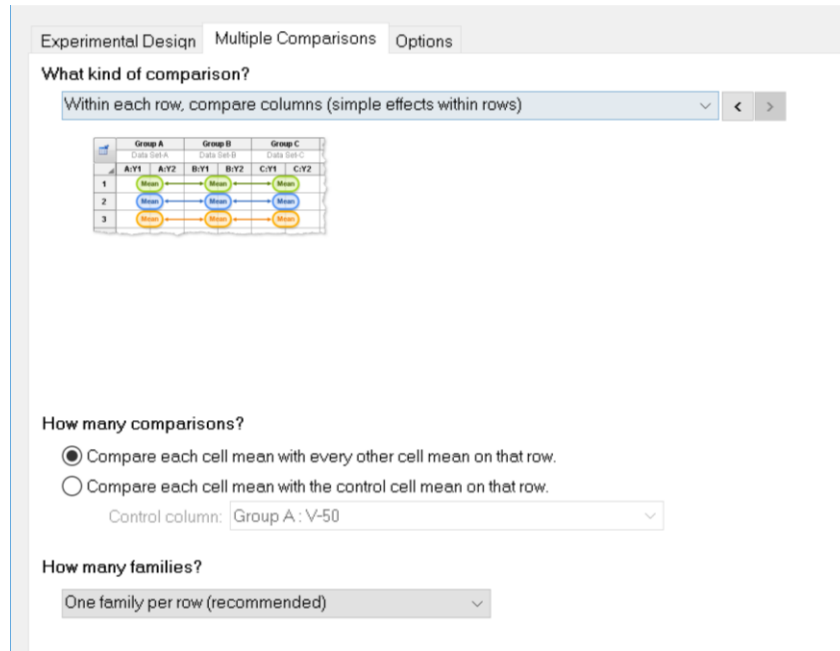 Experimental Design Multiple Comparisons Options
What kind of comparison?
Within each row, compare columns (simple effects within rows)
Group A Group B Group C
Data Set-A Data Set-B Data Set-C
A:Y1 A:Y2 B:Y1 B:Y2 C:Y1 C:Y2
1 Mean Mean Mean
2 Mean Mean Mean
3 Mean Mean Mean
How many comparisons?
Compare each cell mean with every other cell mean on that row.
Compare each cell mean with the control cell mean on that row.
Control column: Group A : V-50
How many families?
One family per row (recommended)